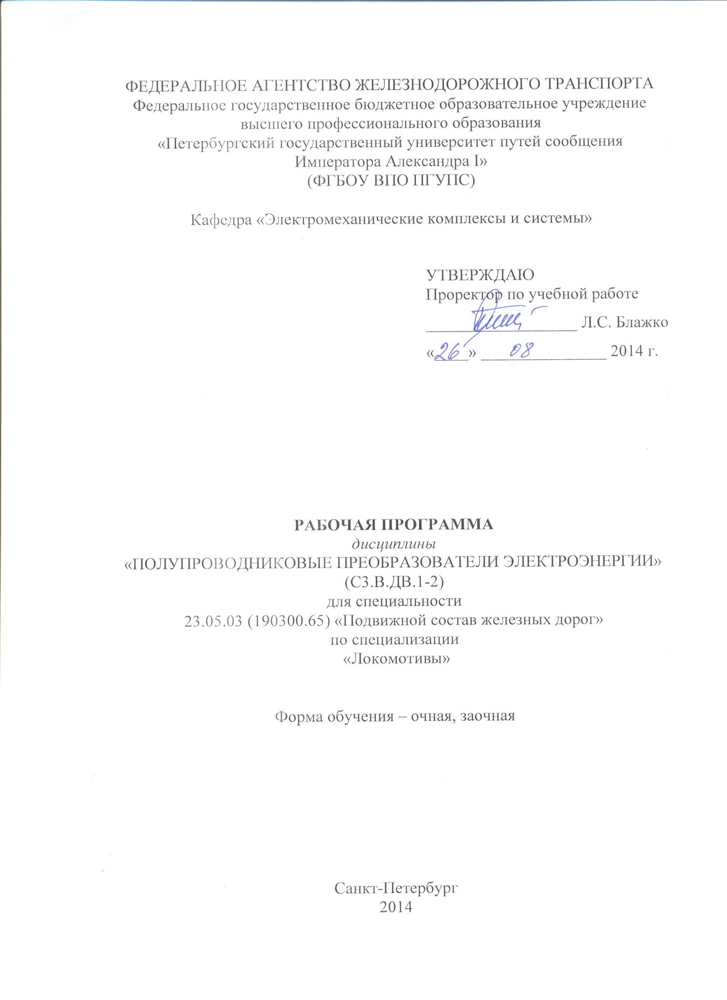 ФЕДЕРАЛЬНОЕ АГЕНТСТВО ЖЕЛЕЗНОДОРОЖНОГО ТРАНСПОРТА
Федеральное государственное бюджетное образовательное учреждение
высшего профессионального образования
«Петербургский государственный университет путей сообщения
Императора Александра I»
(ФГБОУ ВПО ПГУПС)
Кафедра «Электромеханические комплексы и системы»
УТВЕРЖДАЮ
Проректор по учебной работе
Л.С. Блажко
«26» 08 2014 г.
РАБОЧАЯ ПРОГРАММА
дисциплины
«ПОЛУПРОВОДНИКОВЫЕ ПРЕОБРАЗОВАТЕЛИ ЭЛЕКТРОЭНЕРГИИ»
(С3.В.ДВ.1-2)
для специальности
23.05.03 (190300.65) «Подвижной состав железных дорог»
по специализации
«Локомотивы»
Форма обучения – очная, заочная
Санкт-Петербург
2014